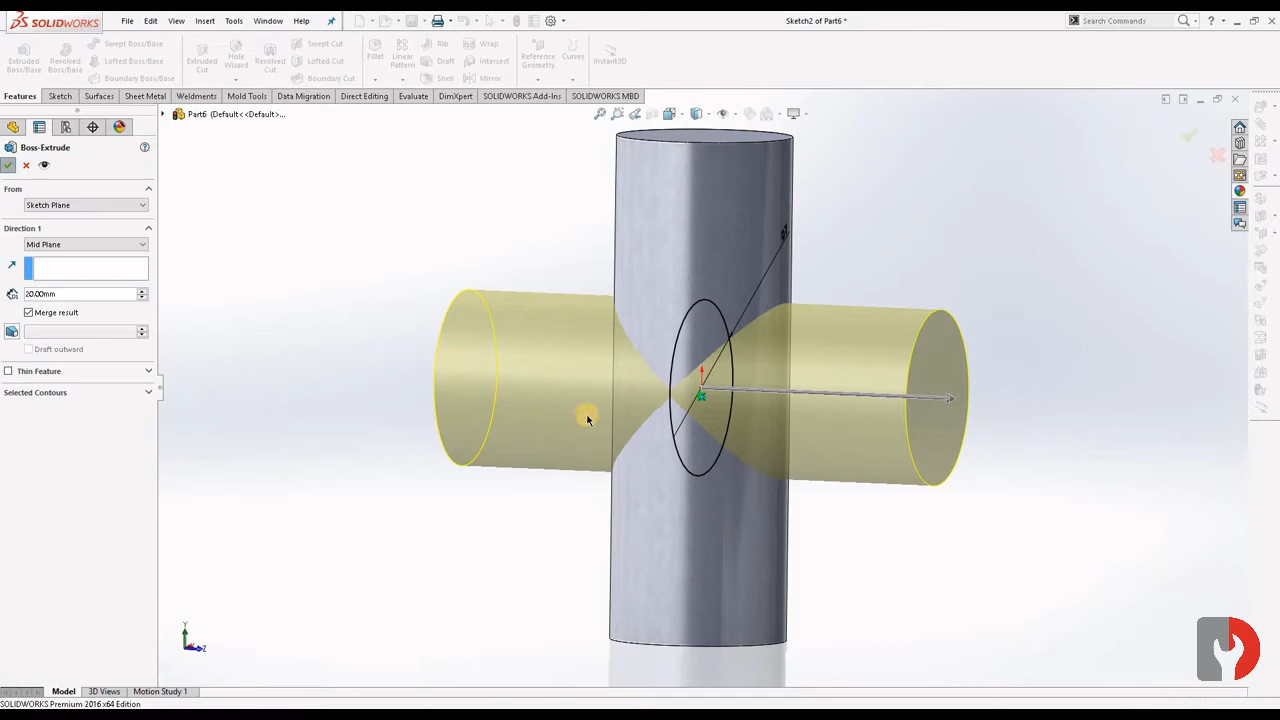 SOLIDWORKS
File Edit View Insert Tools Window Help
Sketch2 of Part6 *
Search Commands
Extruded Boss/Base
Revolved Boss/Base
Swept Boss/Base
Lofted Boss/Base
Boundary Boss/Base
Extruded Cut
Hole Wizard
Revolved Cut
Swept Cut
Lofted Cut
Boundary Cut
Fillet
Linear Pattern
Rib
Draft
Shell
Wrap
Intersect
Mirror
Reference Geometry
Curves
Instant3D
Features Sketch Surfaces Sheet Metal Weldments Mold Tools Data Migration Direct Editing Evaluate DimXpert SOLIDWORKS Add-Ins SOLIDWORKS MBD
Part6 (Default<<Default>...
Boss-Extrude
From
Sketch Plane
Direction 1
Mid Plane
20.00mm
Merge result
Draft outward
Thin Feature
Selected Contours
Y
Z
Model 3D Views Motion Study 1
SOLIDWORKS Premium 2016 x64 Edition